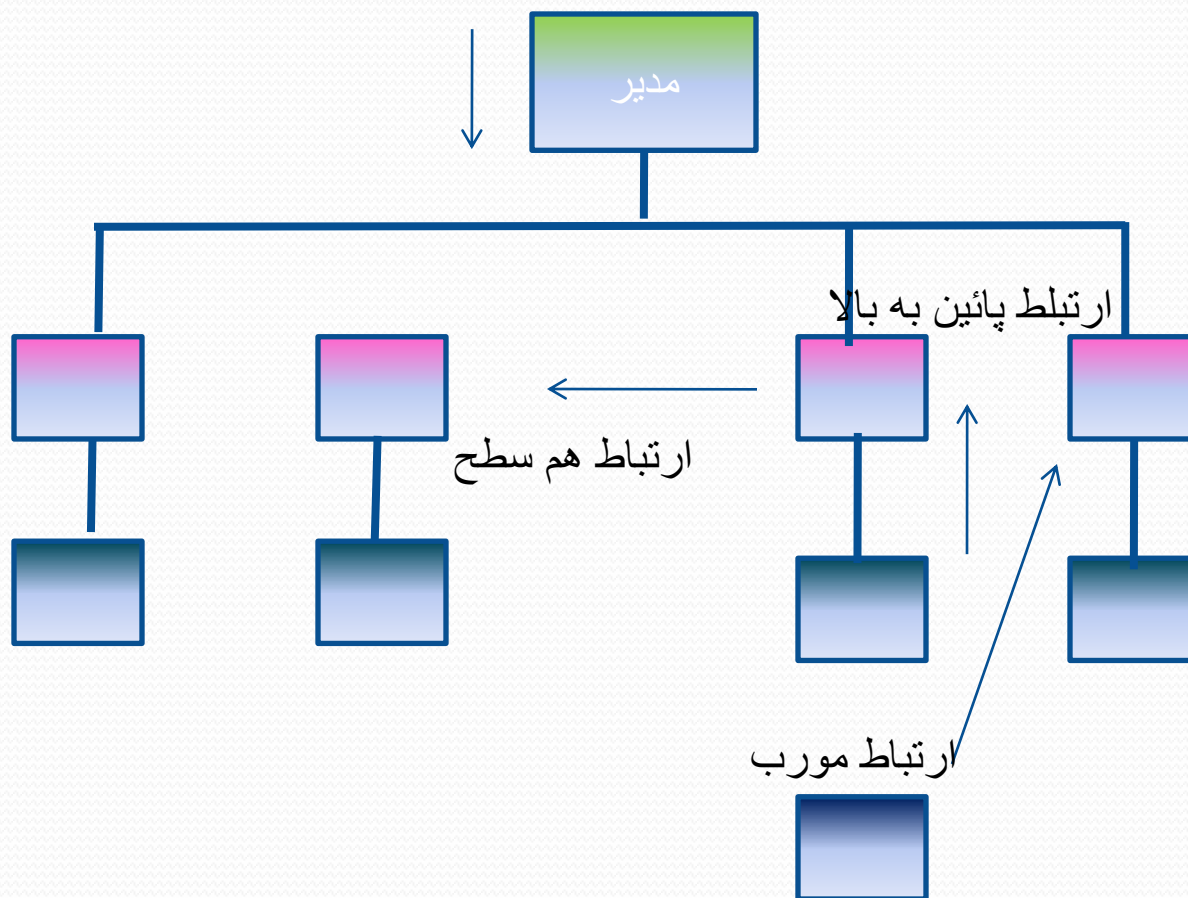 مدیر
ارتبلط پائین به بالا
ارتباط هم سطح
ارتباط مورب